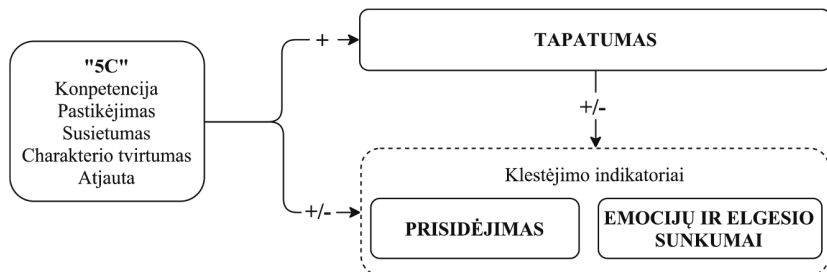 "5C"
Konpetencija
Pastikėjimas
Susietumas
Charakterio tvirtumas
Atjauta
+
TAPATUMAS
+/-
+/-
Klestėjimo indikatoriai
PRISIDĖJIMAS
EMOCIJŲ IR ELGESIO
SUNKUMAI